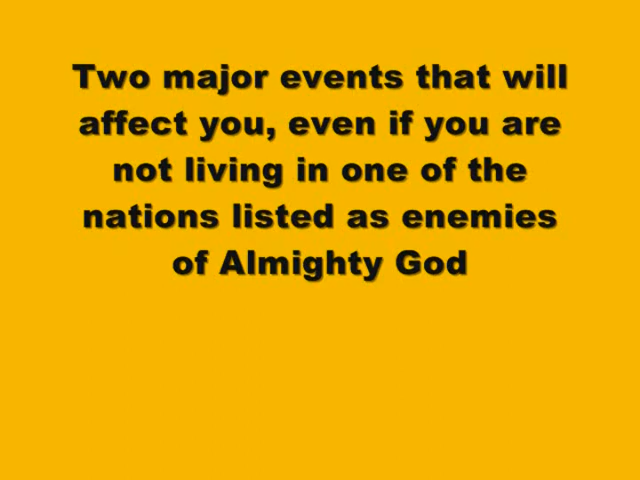 Two major events that will
affect you, even if you are
not living in one of the
nations listed as enemies
of Almighty God